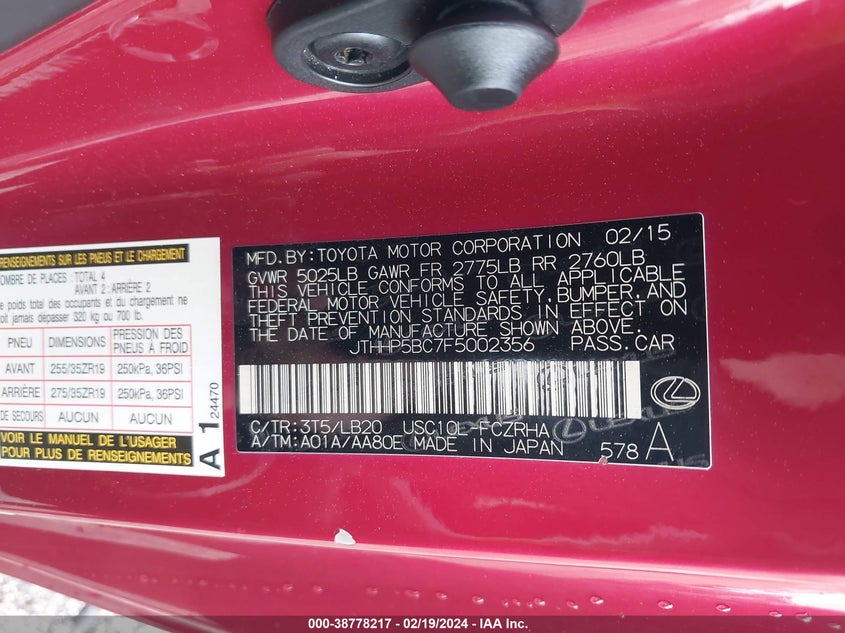 RENSEIGNEMENTS SUR LES PNEUS ET LE CHARGEMENT
NOMBRE DE PLACES : TOTAL 4
AVANT 2 : ARRIÈRE 2
e poids total des occupants et du chargement ne
oit jamais dépasser 320 kg ou 700 lb.
PNEU DIMENSIONS PRESSION DES PNEUS À FROID
AVANT 255/35ZR19 250kPa, 36PSI
ARRIÈRE 275/35ZR19 250kPa, 36PSI
DE SECOURS AUCUN AUCUN
VOIR LE MANUEL DE L'USAGER
POUR PLUS DE RENSEIGNEMENTS
A 1 24470
MFD.BY:TOYOTA MOTOR CORPORATION 02/15
GVWR 5025LB GAWR FR 2775LB RR 2760LB
THIS VEHICLE CONFORMS TO ALL APPLICABLE
FEDERAL MOTOR VEHICLE SAFETY,BUMPER,AND
THEFT PREVENTION STANDARDS IN EFFECT ON
THE DATE OF MANUFACTURE SHOWN ABOVE.
JTHHP5BC7F5002356 PASS.CAR
C/TR:3T5/LB20 USC10L-FCZRHA
A/TM:A01A/AA80E MADE IN JAPAN
578 A
000-38778217 - 02/19/2024 - IAA Inc.